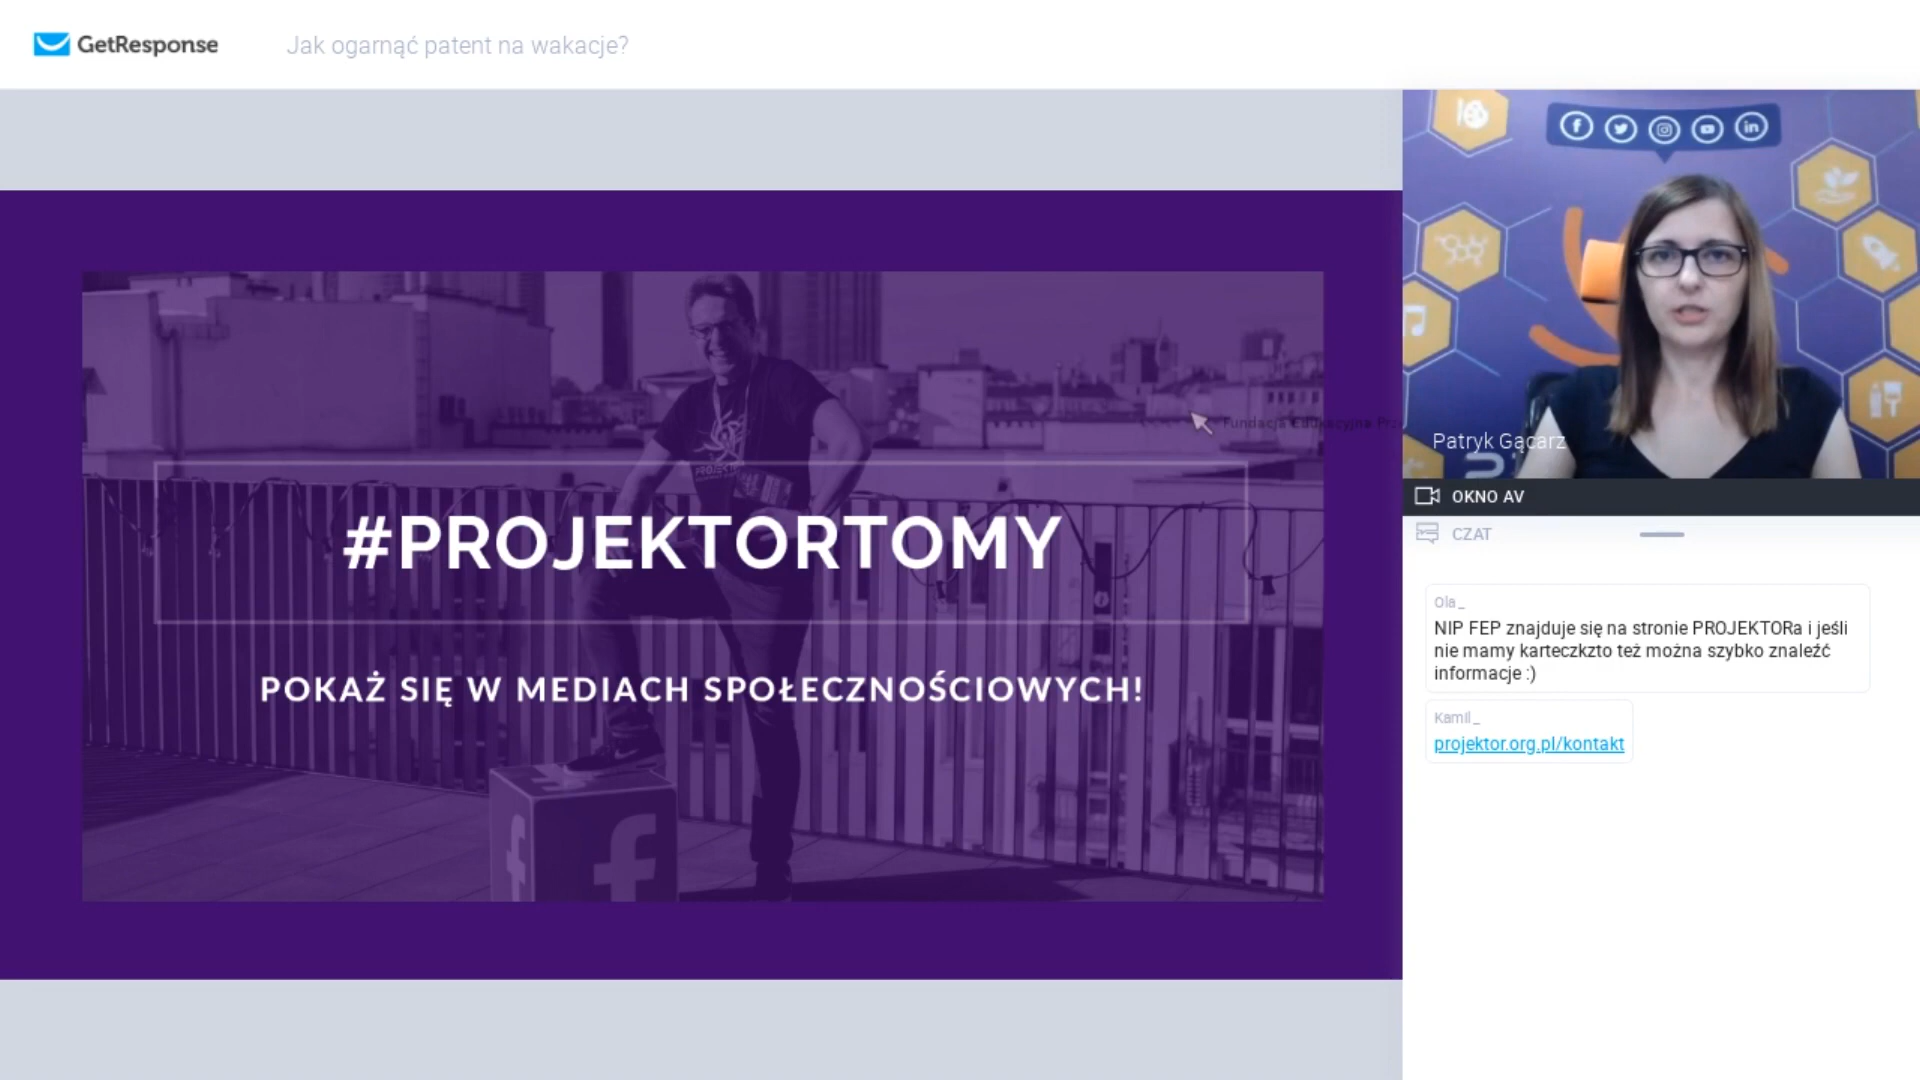 GetResponse
Jak ogarnąć patent na wakacje?
Fundacja Edukacyjna
#PROJEKTORTOMY
POKAŻ SIĘ W MEDIACH SPOŁECZNOŚCIOWYCH!
Patryk Gącarz
OKNO AV
CZAT
Ola_
NIP FEP znajduje się na stronie PROJEKTORa i jeśli
nie mamy karteczkzto też można szybko znaleźć
informacje :)
Kamil_
projektor.org.pl/kontakt